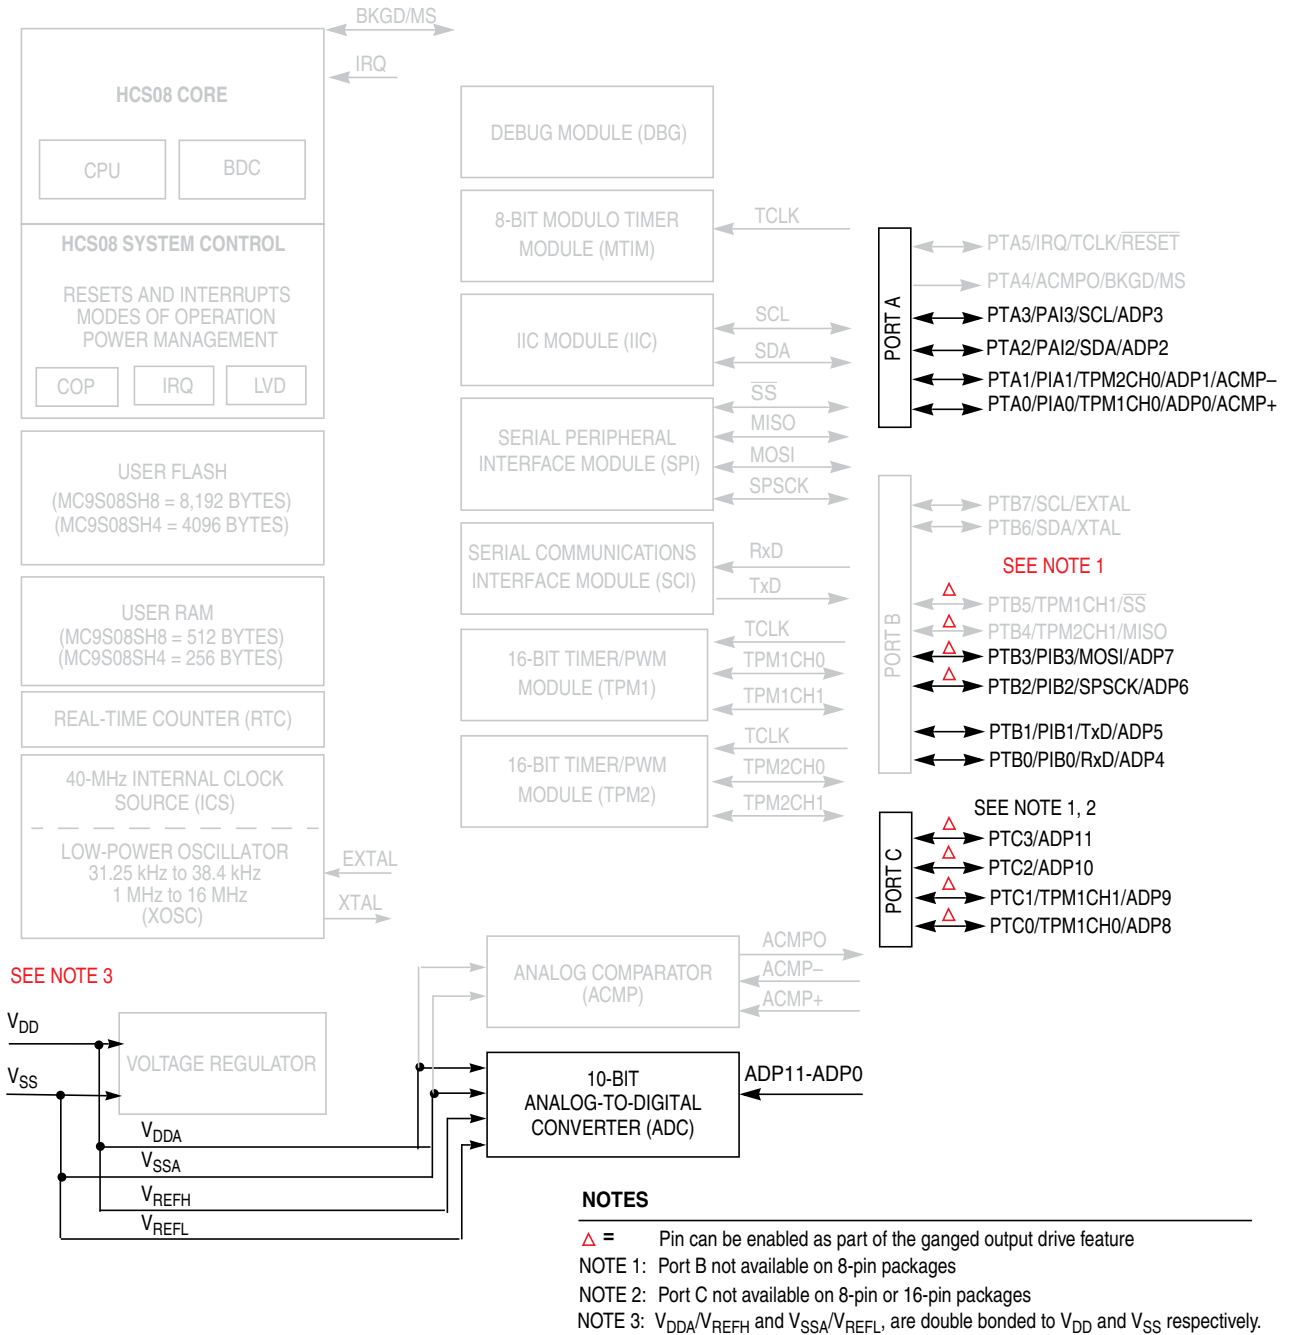 BKGD/MS
IRQ
HCS08 CORE
CPU
BDC
HCS08 SYSTEM CONTROL
RESETS AND INTERRUPTS
MODES OF OPERATION
POWER MANAGEMENT
COP
IRQ
LVD
USER FLASH
(MC9S08SH8 = 8,192 BYTES)
(MC9S08SH4 = 4096 BYTES)
USER RAM
(MC9S08SH8 = 512 BYTES)
(MC9S08SH4 = 256 BYTES)
REAL-TIME COUNTER (RTC)
40-MHz INTERNAL CLOCK
SOURCE (ICS)
LOW-POWER OSCILLATOR
31.25 kHz to 38.4 kHz
1 MHz to 16 MHz
(XOSC)
EXTAL
XTAL
SEE NOTE 3
VDD
VSS
VOLTAGE REGULATOR
VDDA
VSSA
VREFH
VREFL
DEBUG MODULE (DBG)
8-BIT MODULO TIMER
MODULE (MTIM)
TCLK
IIC MODULE (IIC)
SCL
SDA
SERIAL PERIPHERAL
INTERFACE MODULE (SPI)
SS
MISO
MOSI
SPSCK
SERIAL COMMUNICATIONS
INTERFACE MODULE (SCI)
RxD
TxD
16-BIT TIMER/PWM
MODULE (TPM1)
TCLK
TPM1CH0
TPM1CH1
16-BIT TIMER/PWM
MODULE (TPM2)
TCLK
TPM2CH0
TPM2CH1
ANALOG COMPARATOR
(ACMP)
ACMPO
ACMP–
ACMP+
10-BIT
ANALOG-TO-DIGITAL
CONVERTER (ADC)
ADP11-ADP0
PORT A
PTA5/IRQ/TCLK/RESET
PTA4/ACMPO/BKGD/MS
PTA3/PAI3/SCL/ADP3
PTA2/PAI2/SDA/ADP2
PTA1/PIA1/TPM2CH0/ADP1/ACMP–
PTA0/PIA0/TPM1CH0/ADP0/ACMP+
PORT B
PTB7/SCL/EXTAL
PTB6/SDA/XTAL
SEE NOTE 1
PTB5/TPM1CH1/SS
PTB4/TPM2CH1/MISO
PTB3/PIB3/MOSI/ADP7
PTB2/PIB2/SPSCK/ADP6
PTB1/PIB1/TxD/ADP5
PTB0/PIB0/RxD/ADP4
SEE NOTE 1, 2
PORT C
PTC3/ADP11
PTC2/ADP10
PTC1/TPM1CH1/ADP9
PTC0/TPM1CH0/ADP8
NOTES
Δ = Pin can be enabled as part of the ganged output drive feature
NOTE 1: Port B not available on 8-pin packages
NOTE 2: Port C not available on 8-pin or 16-pin packages
NOTE 3: VDDA/VREFH and VSSA/VREFL, are double bonded to VDD and VSS respectively.